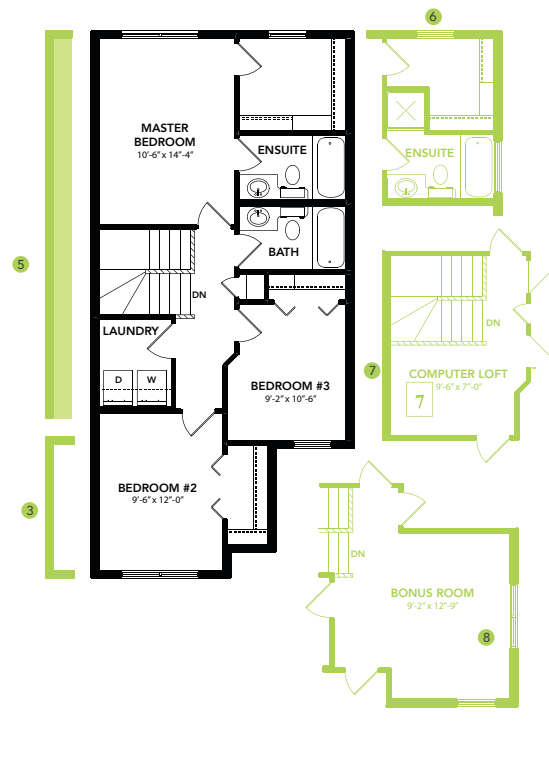 6
MASTER
BEDROOM
10'-6" x 14'-4"
ENSUITE
ENSUITE
BATH
5
DN
DN
LAUNDRY
D
W
BEDROOM #3
9'-2" x 10'-6"
7
COMPUTER LOFT
9'-6" x 7'-0"
7
BEDROOM #2
9'-6" x 12'-0"
3
DN
BONUS ROOM
9'-2" x 12'-9"
8